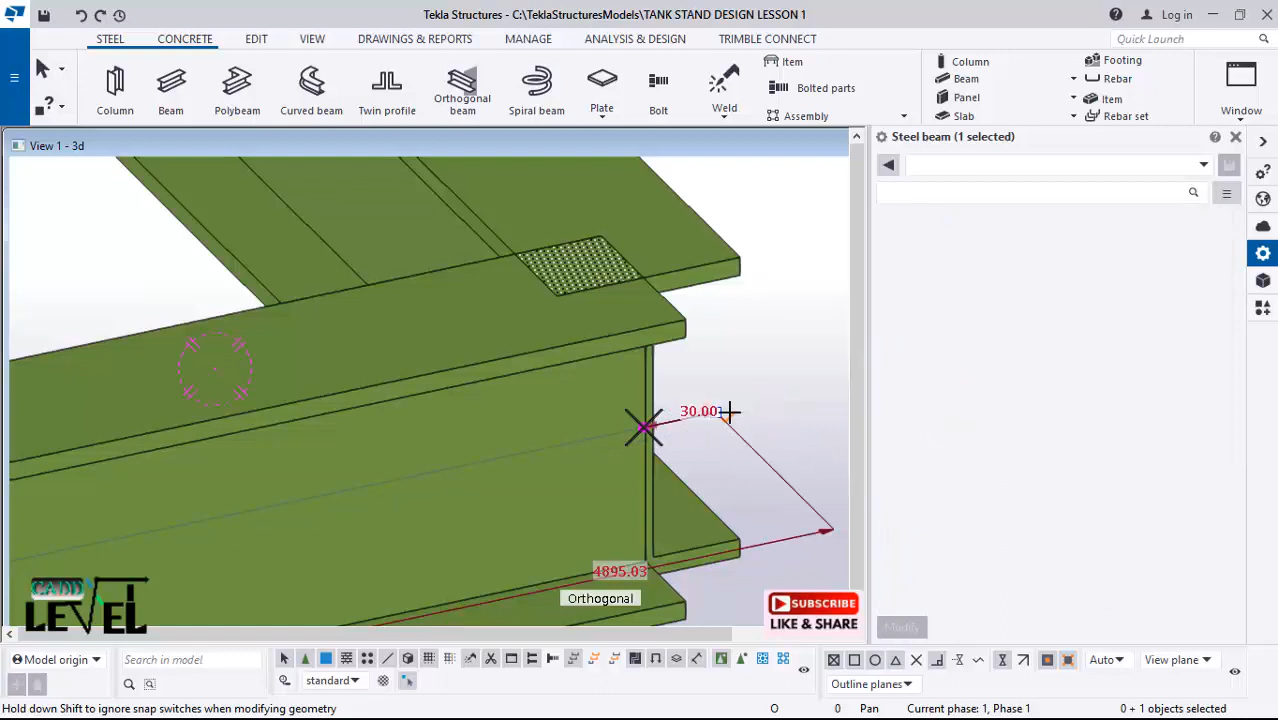 Tekla Structures - C:\TeklaStructuresModels\TANK STAND DESIGN LESSON 1
Log in
STEEL CONCRETE EDIT VIEW DRAWINGS & REPORTS MANAGE ANALYSIS & DESIGN TRIMBLE CONNECT
Quick Launch
Column
Beam
Polybeam
Curved beam
Twin profile
Orthogonal
beam
Spiral beam
Plate
Bolt
Weld
Item
Bolted parts
Assembly
Column
Beam
Panel
Slab
Footing
Rebar
Item
Rebar set
Window
View 1 - 3d
Steel beam (1 selected)
30.00
4895.03
Orthogonal
CADD
LEVEL
SUBSCRIBE
LIKE & SHARE
Modify
Model origin
Search in model
standard
Auto
View plane
Outline planes
Hold down Shift to ignore snap switches when modifying geometry
O
0
Pan
Current phase: 1, Phase 1
0 + 1 objects selected